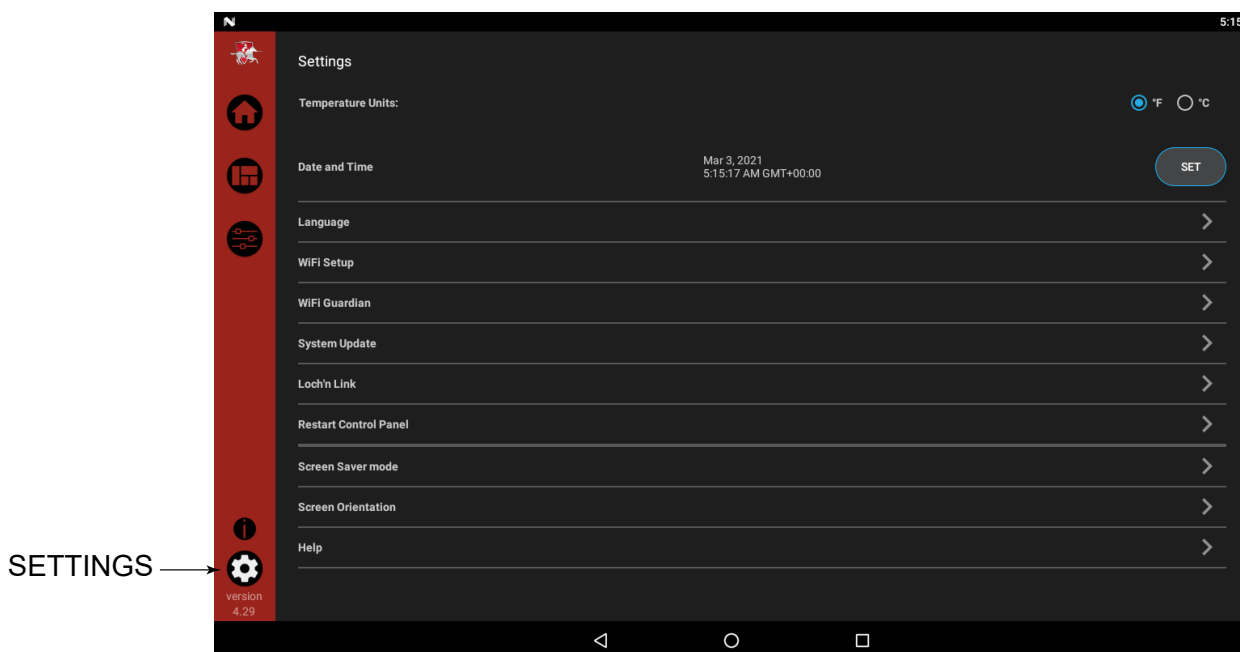 5:15
Settings
Temperature Units:
°F
°C
Date and Time
Mar 3, 2021
5:15:17 AM GMT+00:00
SET
Language
WiFi Setup
WiFi Guardian
System Update
Loch'n Link
Restart Control Panel
Screen Saver mode
Screen Orientation
Help
SETTINGS
version
4.29